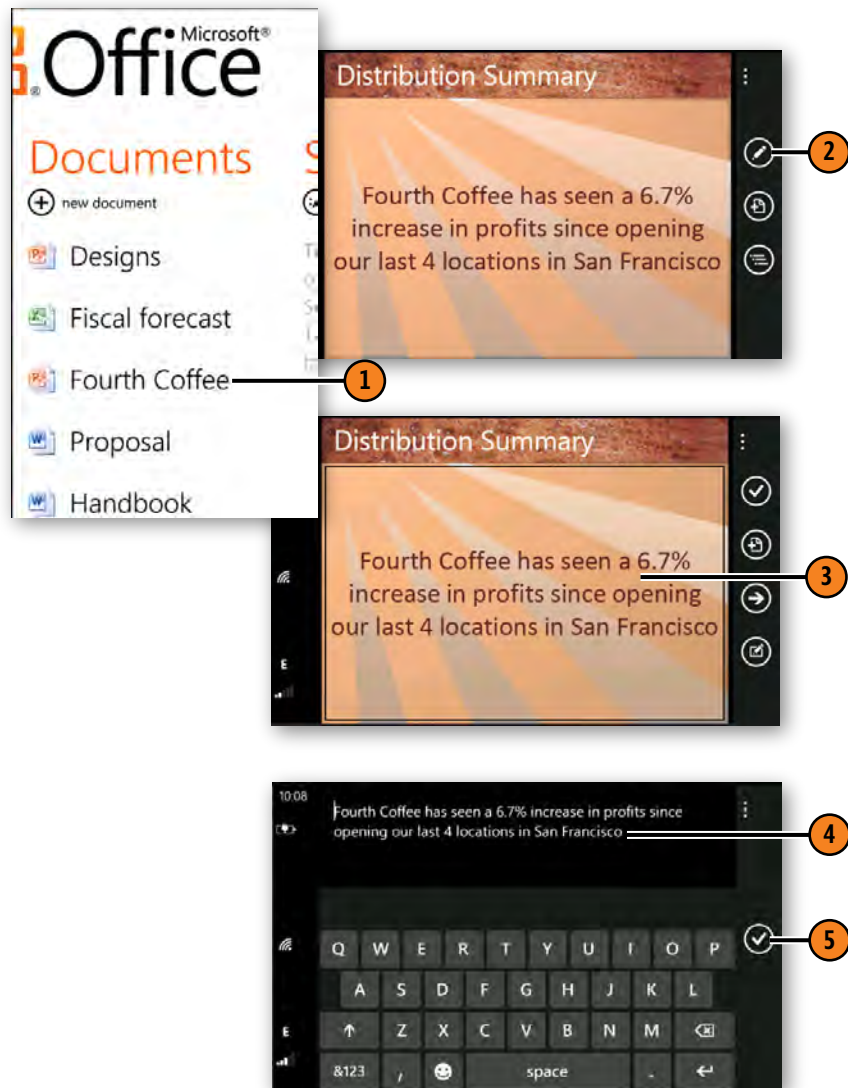 Microsoft®
Office®
Documents
new document
Designs
Fiscal forecast
Fourth Coffee
Proposal
Handbook
1
Distribution Summary
Fourth Coffee has seen a 6.7%
increase in profits since opening
our last 4 locations in San Francisco
2
Distribution Summary
Fourth Coffee has seen a 6.7%
increase in profits since opening
our last 4 locations in San Francisco
E
3
10:08
Fourth Coffee has seen a 6.7% increase in profits since
opening our last 4 locations in San Francisco
4
5
Q W E R T Y U I O P
A S D F G H J K L
Z X C V B N M
E
&123 , space .